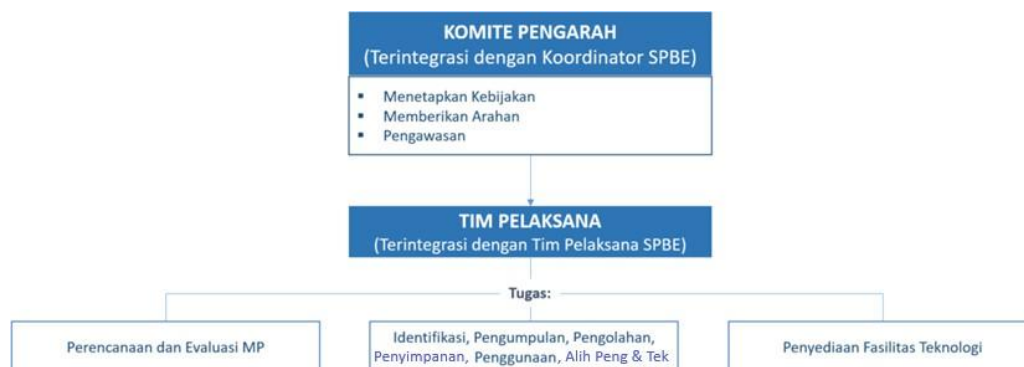 KOMITE PENGARAH
(Terintegrasi dengan Koordinator SPBE)
▪ Menetapkan Kebijakan
▪ Memberikan Arahan
▪ Pengawasan
TIM PELAKSANA
(Terintegrasi dengan Tim Pelaksana SPBE)
Tugas:
Perencanaan dan Evaluasi MP
Identifikasi, Pengumpulan, Pengolahan,
Penyimpanan, Penggunaan, Alih Peng & Tek
Penyediaan Fasilitas Teknologi